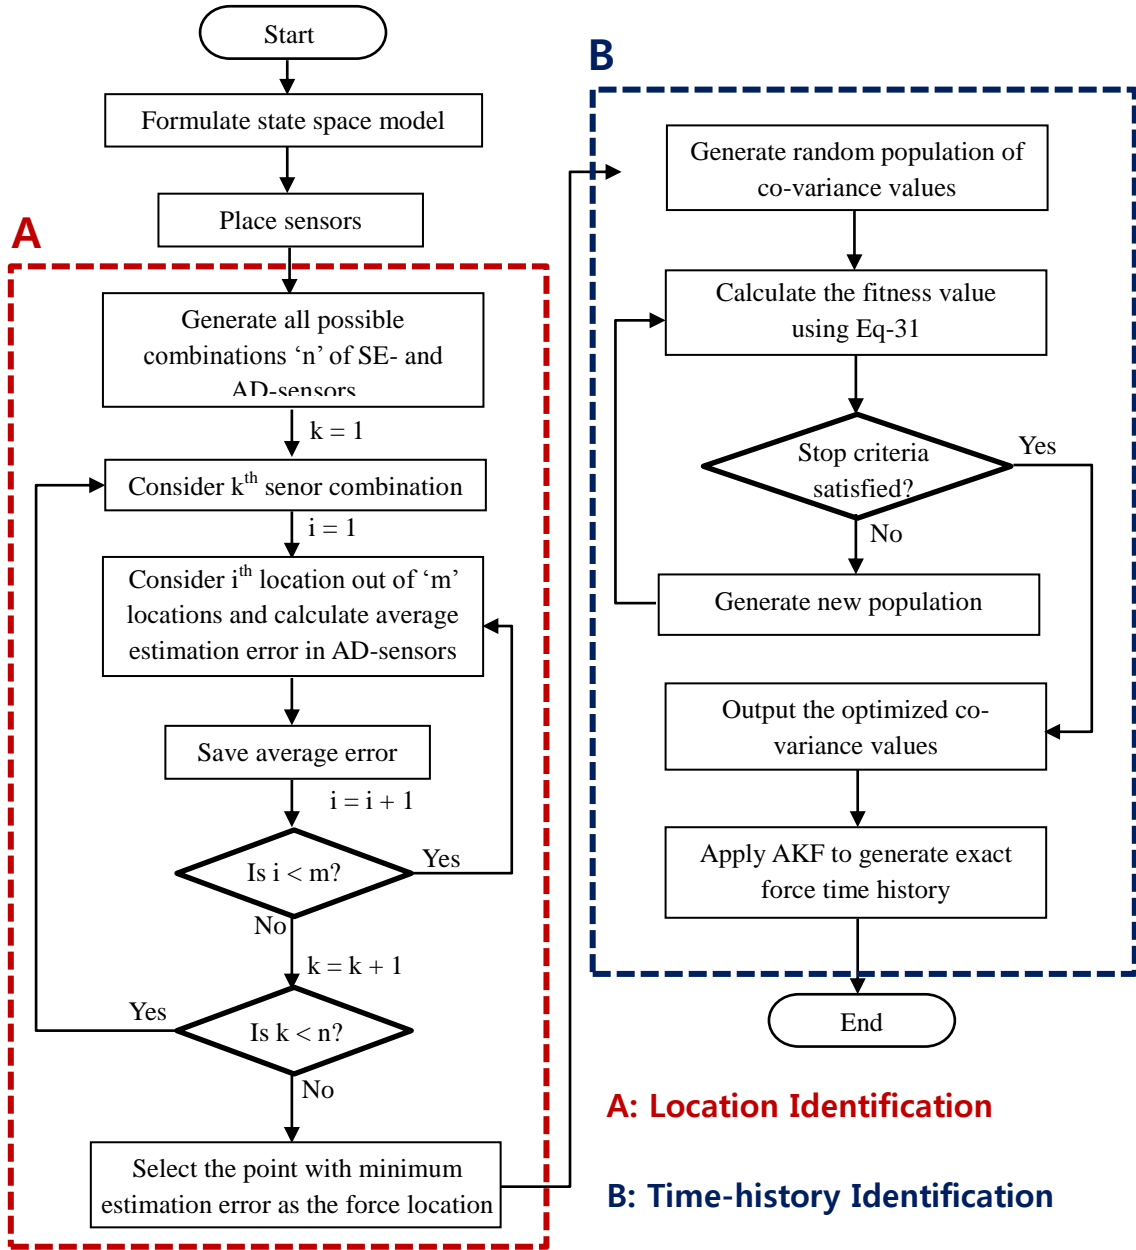 Start
Formulate state space model
Place sensors
A
Generate all possible
combinations ‘n’ of SE- and
AD-sensors
k = 1
Consider kth senor combination
i = 1
Consider ith location out of ‘m’
locations and calculate average
estimation error in AD-sensors
Save average error
i = i + 1
Is i < m?
Yes
No
k = k + 1
Yes
Is k < n?
No
Select the point with minimum
estimation error as the force location
B
Generate random population of
co-variance values
Calculate the fitness value
using Eq-31
Stop criteria
satisfied?
Yes
No
Generate new population
Output the optimized co-
variance values
Apply AKF to generate exact
force time history
End
A: Location Identification
B: Time-history Identification